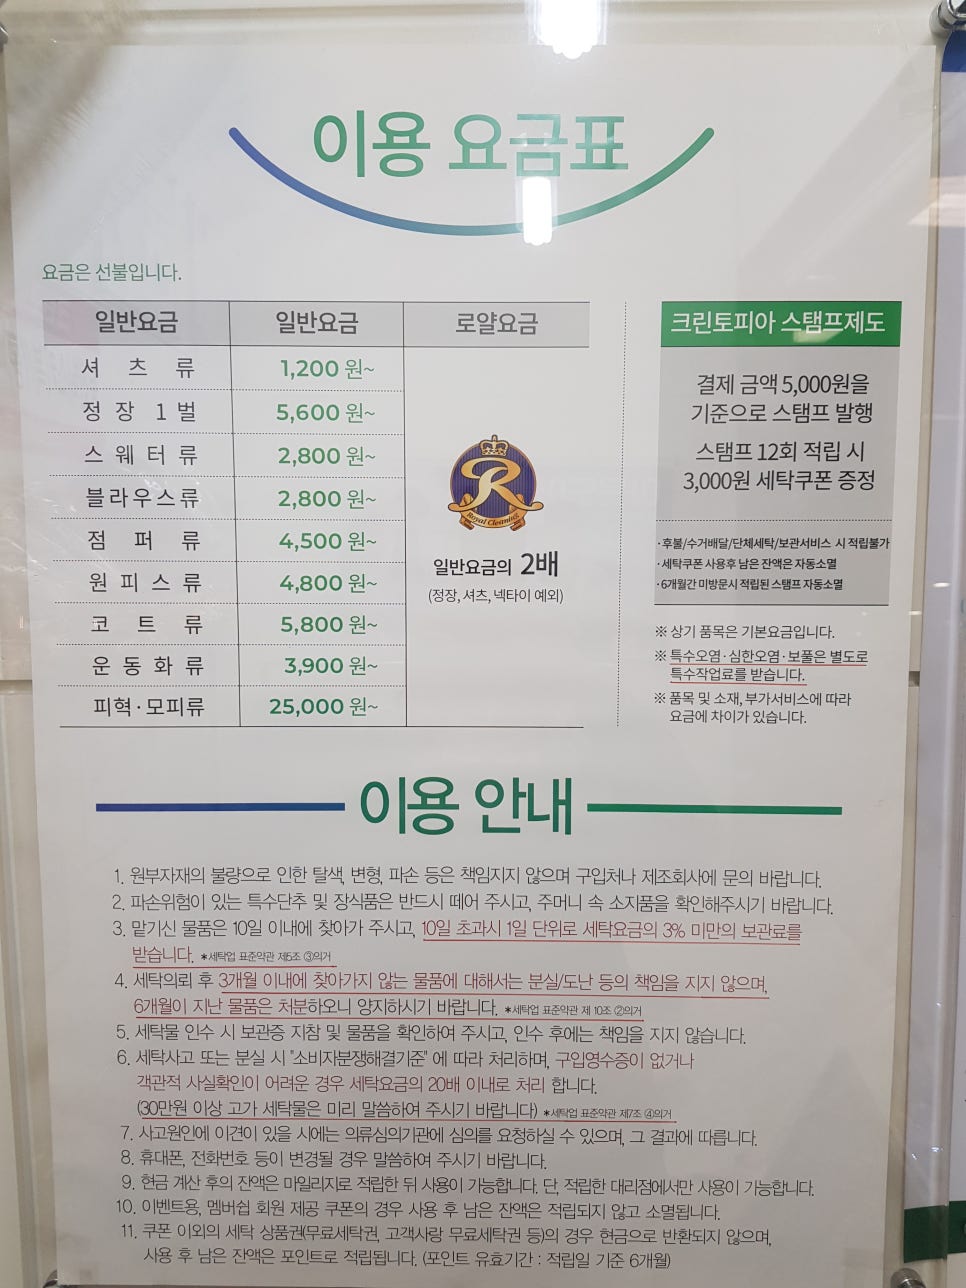 이용 요금표
요금은 선불입니다.
일반요금 일반요금 로얄요금
셔츠류 1,200 원~
정장 1벌 5,600 원~
스웨터류 2,800 원~
블라우스류 2,800 원~
점퍼류 4,500 원~
원피스류 4,800 원~
코트류 5,800 원~
운동화류 3,900 원~
피혁·모피류 25,000 원~
R
Royal Cleaning
일반요금의 2배
(정장, 셔츠, 넥타이 예외)
크린토피아 스탬프제도
결제 금액 5,000원을
기준으로 스탬프 발행
스탬프 12회 적립 시
3,000원 세탁쿠폰 증정
·후불/수거배달/단체세탁/보관서비스 시 적립불가
·세탁쿠폰 사용후 남은 잔액은 자동소멸
·6개월간 미방문시 적립된 스탬프 자동소멸
※ 상기 품목은 기본요금입니다.
※ 특수오염·심한오염·보풀은 별도로
특수작업료를 받습니다.
※ 품목 및 소재, 부가서비스에 따라
요금에 차이가 있습니다.
이용 안내
1. 원부자재의 불량으로 인한 탈색, 변형, 파손 등은 책임지지 않으며 구입처나 제조회사에 문의 바랍니다.
2. 파손위험이 있는 특수단추 및 장식품은 반드시 떼어 주시고, 주머니 속 소지품을 확인해주시기 바랍니다.
3. 맡기신 물품은 10일 이내에 찾아가 주시고, 10일 초과시 1일 단위로 세탁요금의 3% 미만의 보관료를
받습니다. *세탁업 표준약관 제5조 ③의거
4. 세탁의뢰 후 3개월 이내에 찾아가지 않는 물품에 대해서는 분실/도난 등의 책임을 지지 않으며,
6개월이 지난 물품은 처분하오니 양지하시기 바랍니다. *세탁업 표준약관 제 10조 ②의거
5. 세탁물 인수 시 보관증 지참 및 물품을 확인하여 주시고, 인수 후에는 책임을 지지 않습니다.
6. 세탁사고 또는 분실 시 "소비자분쟁해결기준" 에 따라 처리하며, 구입영수증이 없거나
객관적 사실확인이 어려운 경우 세탁요금의 20배 이내로 처리 합니다.
(30만원 이상 고가 세탁물은 미리 말씀하여 주시기 바랍니다) *세탁업 표준약관 제7조 ④의거
7. 사고원인에 이견이 있을 시에는 의류심의기관에 심의를 요청하실 수 있으며, 그 결과에 따릅니다.
8. 휴대폰, 전화번호 등이 변경될 경우 말씀하여 주시기 바랍니다.
9. 현금 계산 후의 잔액은 마일리지로 적립한 뒤 사용이 가능합니다. 단, 적립한 대리점에서만 사용이 가능합니다.
10. 이벤트용, 멤버쉽 회원 제공 쿠폰의 경우 사용 후 남은 잔액은 적립되지 않고 소멸됩니다.
11. 쿠폰 이외의 세탁 상품권(무료세탁권, 고객사랑 무료세탁권 등)의 경우 현금으로 반환되지 않으며,
사용 후 남은 잔액은 포인트로 적립됩니다. (포인트 유효기간 : 적립일 기준 6개월)